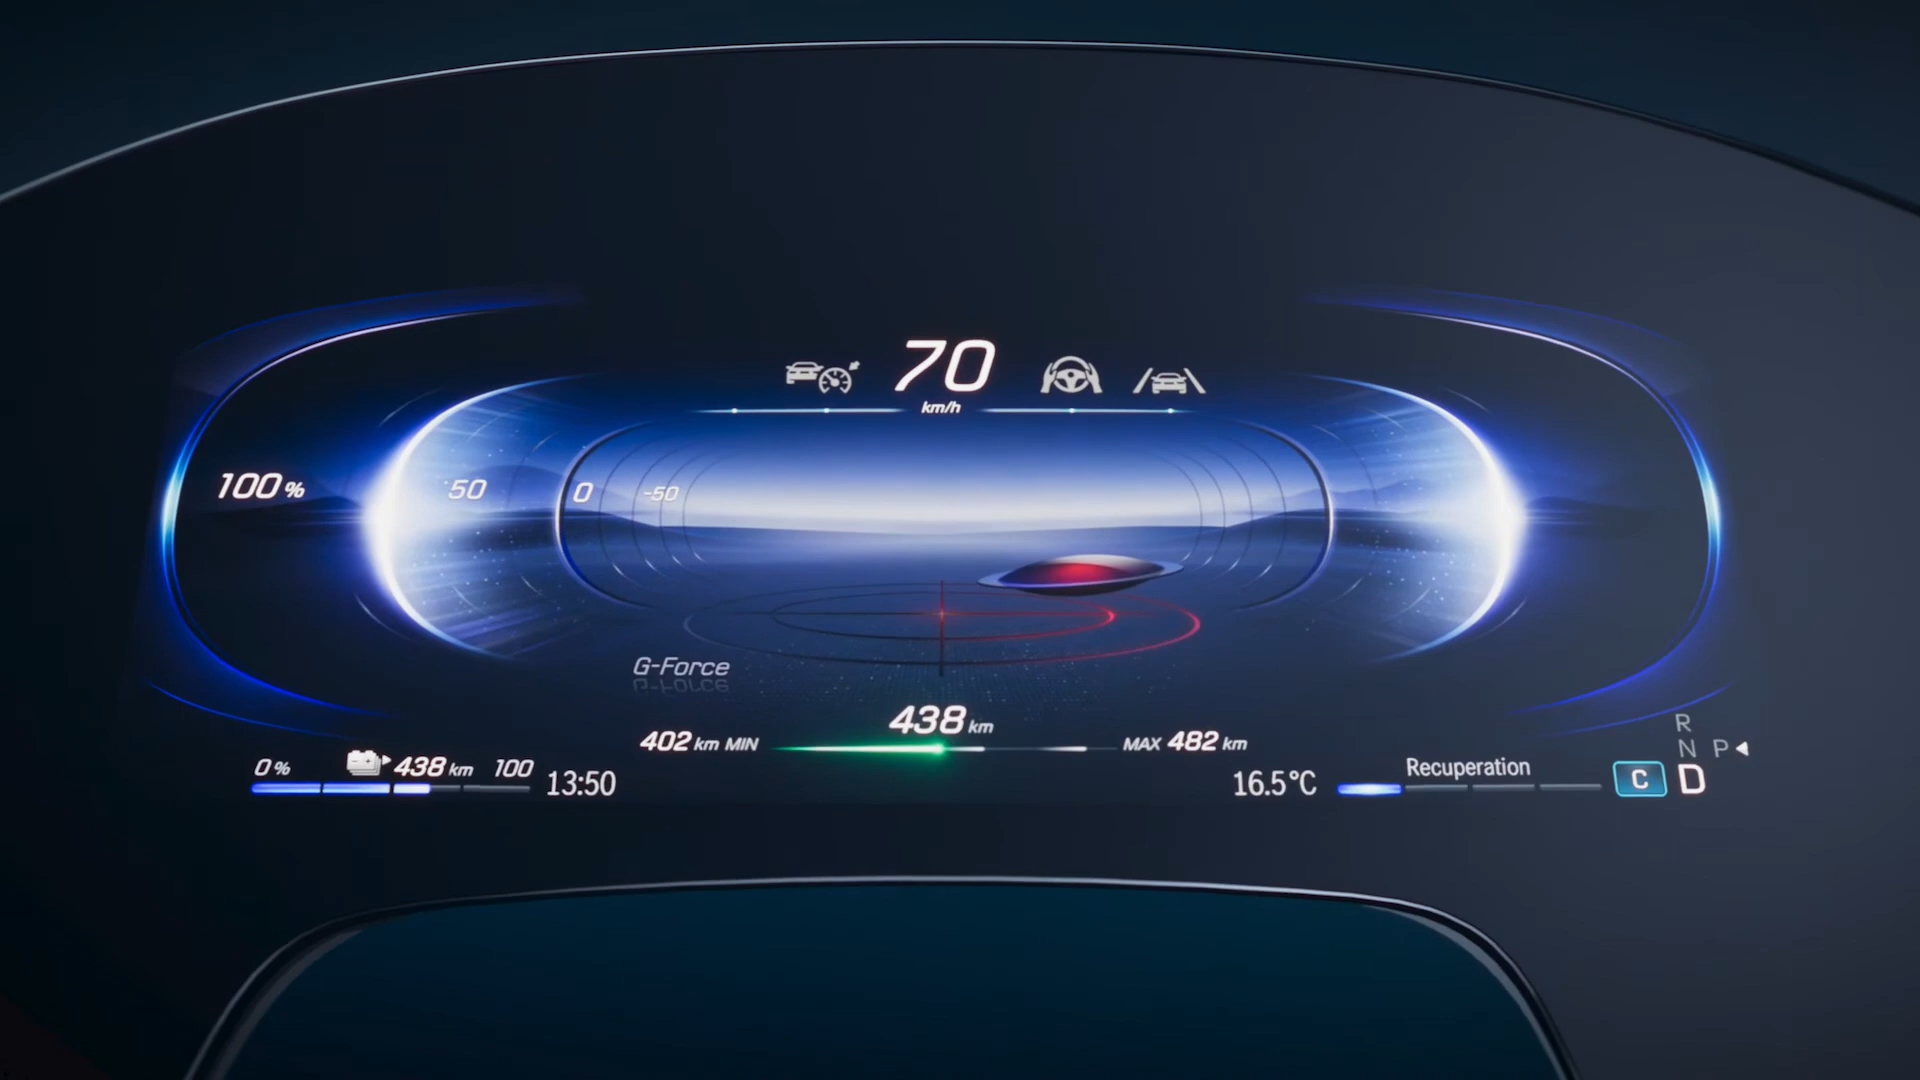 70
km/h
100 %
50
0
-50
G-Force
438 km
402 km MIN
MAX 482 km
0 %
438 km
100
13:50
16.5°C
Recuperation
C
R
N P
D